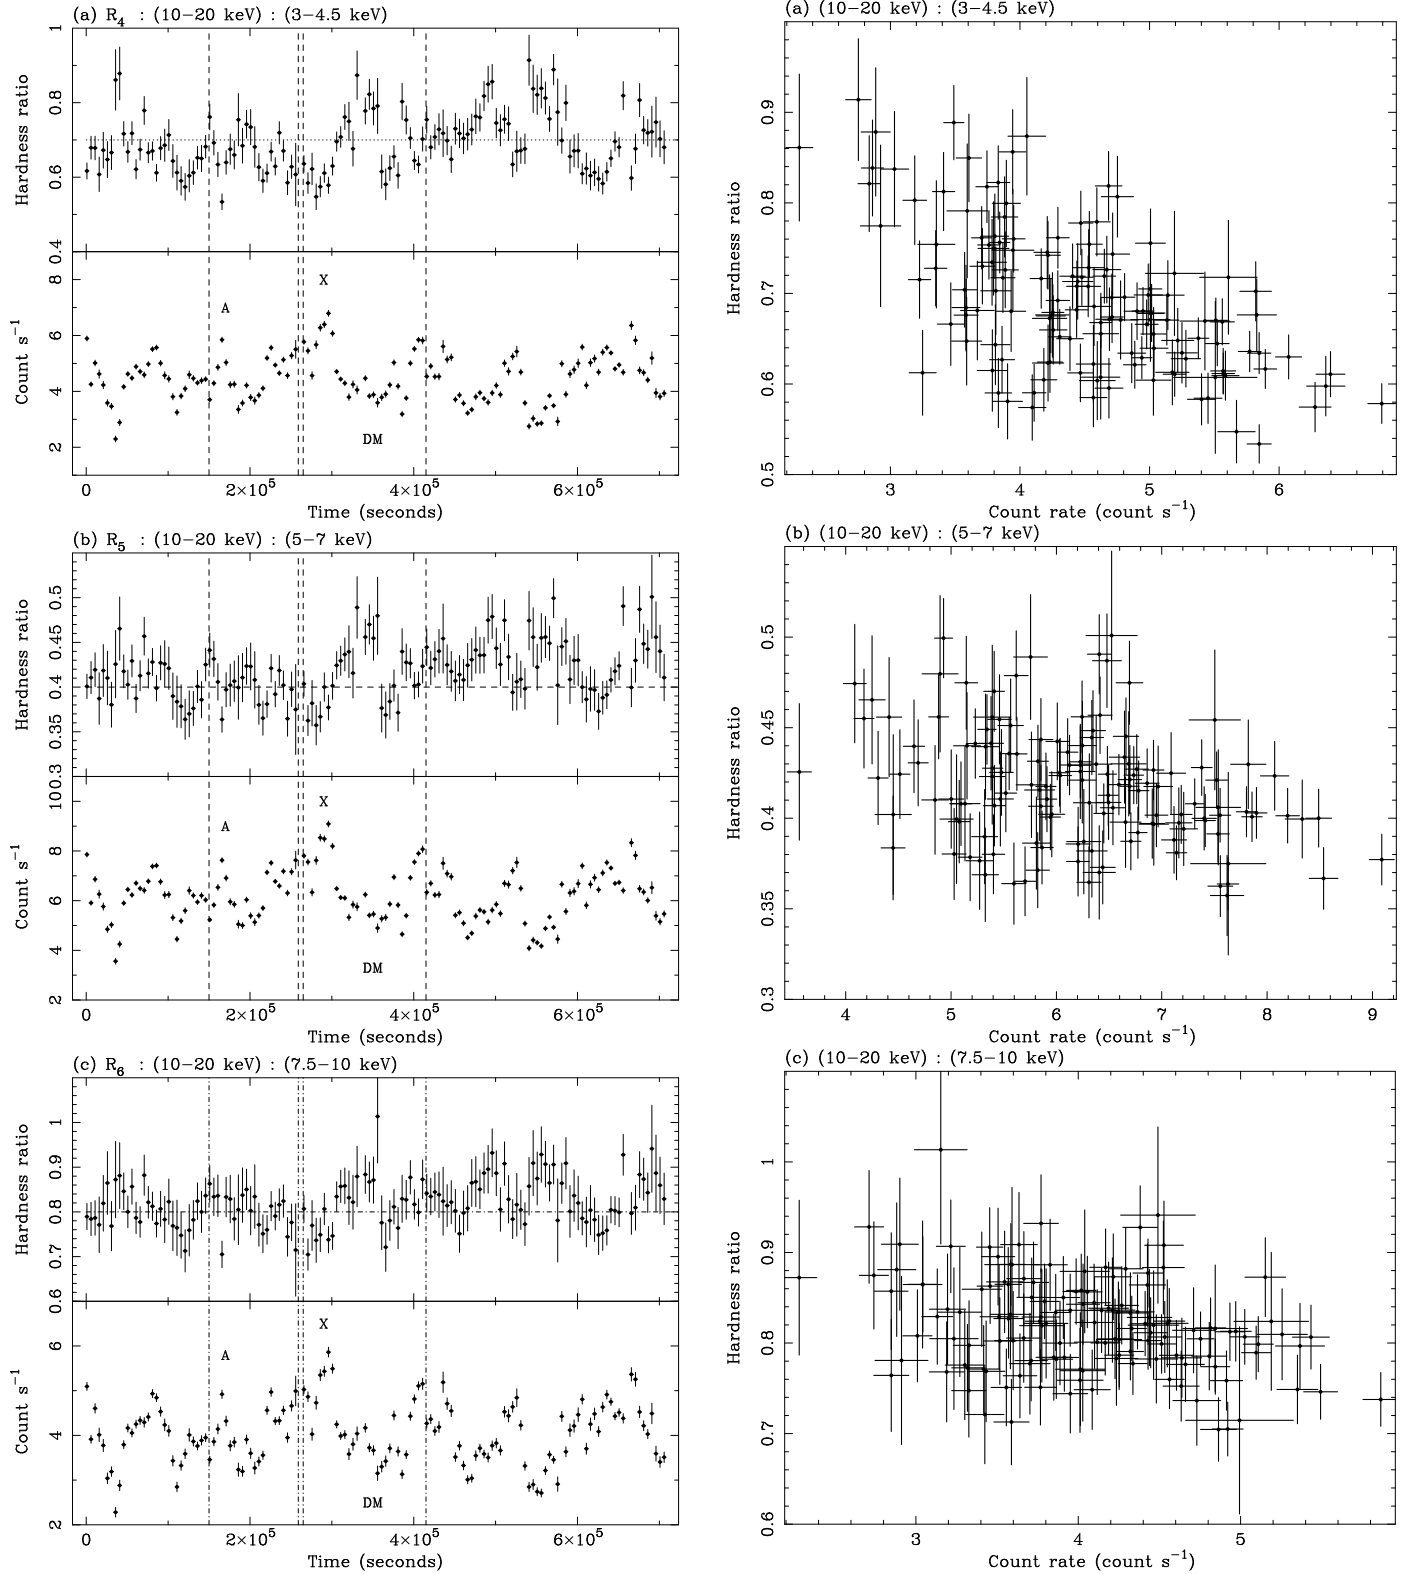 (a) R4 : (10−20 keV) : (3−4.5 keV)
Hardness ratio
1
0.8
0.6
0.4
Count s−1
8
6
4
2
A
X
DM
0
2×10^5
4×10^5
6×10^5
Time (seconds)
(b) R5 : (10−20 keV) : (5−7 keV)
Hardness ratio
0.5
0.45
0.4
0.35
0.3
Count s−1
10
8
6
4
2
A
X
DM
0
2×10^5
4×10^5
6×10^5
Time (seconds)
(c) R6 : (10−20 keV) : (7.5−10 keV)
Hardness ratio
1
0.9
0.8
0.7
0.6
Count s−1
8
6
4
2
A
X
DM
0
2×10^5
4×10^5
6×10^5
Time (seconds)
(a) (10−20 keV) : (3−4.5 keV)
Hardness ratio
0.9
0.8
0.7
0.6
0.5
3
4
5
6
Count rate (count s−1)
(b) (10−20 keV) : (5−7 keV)
Hardness ratio
0.5
0.45
0.4
0.35
0.3
4
5
6
7
8
9
Count rate (count s−1)
(c) (10−20 keV) : (7.5−10 keV)
Hardness ratio
1
0.9
0.8
0.7
0.6
3
4
5
Count rate (count s−1)